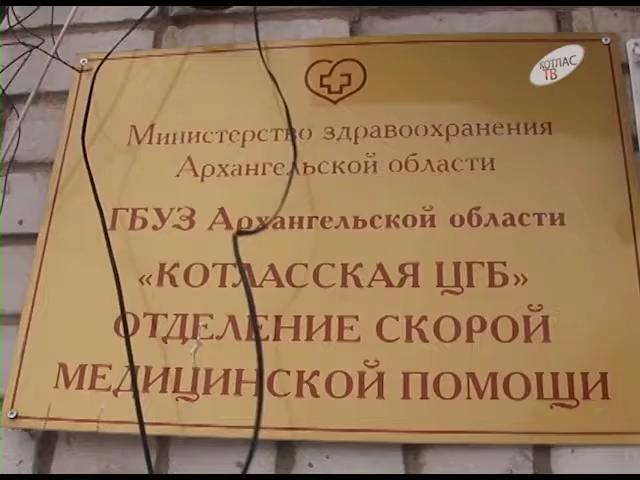 КОТЛАС
ТВ
Министерство здравоохранения
Архангельской области
ГБУЗ Архангельской области
«КОТЛАССКАЯ ЦГБ»
ОТДЕЛЕНИЕ СКОРОЙ
МЕДИЦИНСКОЙ ПОМОЩИ